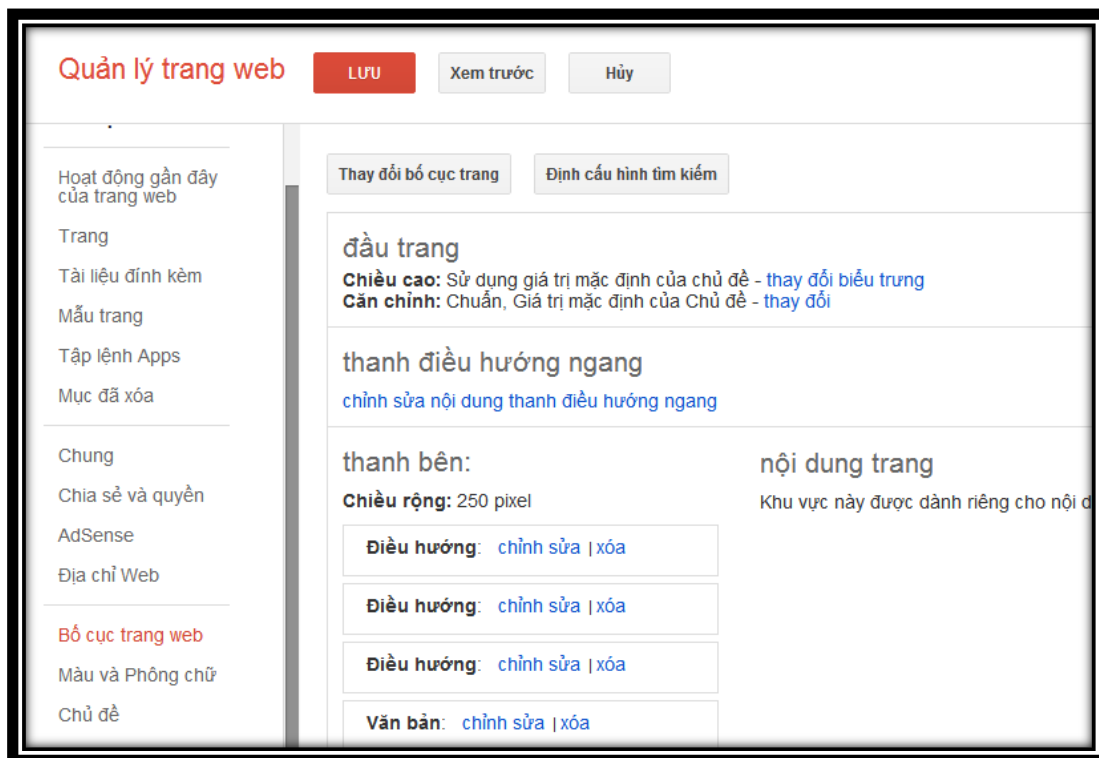 Quản lý trang web
LƯU
Xem trước
Hủy
Hoạt động gần đây
của trang web
Trang
Tài liệu đính kèm
Mẫu trang
Tập lệnh Apps
Mục đã xóa
Chung
Chia sẻ và quyền
AdSense
Địa chỉ Web
Bố cục trang web
Màu và Phông chữ
Chủ đề
Thay đổi bố cục trang
Định cấu hình tìm kiếm
đầu trang
Chiều cao: Sử dụng giá trị mặc định của chủ đề - thay đổi biểu trưng
Căn chỉnh: Chuẩn, Giá trị mặc định của Chủ đề - thay đổi
thanh điều hướng ngang
chỉnh sửa nội dung thanh điều hướng ngang
thanh bên:
Chiều rộng: 250 pixel
Điều hướng: chỉnh sửa | xóa
Điều hướng: chỉnh sửa | xóa
Điều hướng: chỉnh sửa | xóa
Văn bản: chỉnh sửa | xóa
nội dung trang
Khu vực này được dành riêng cho nội